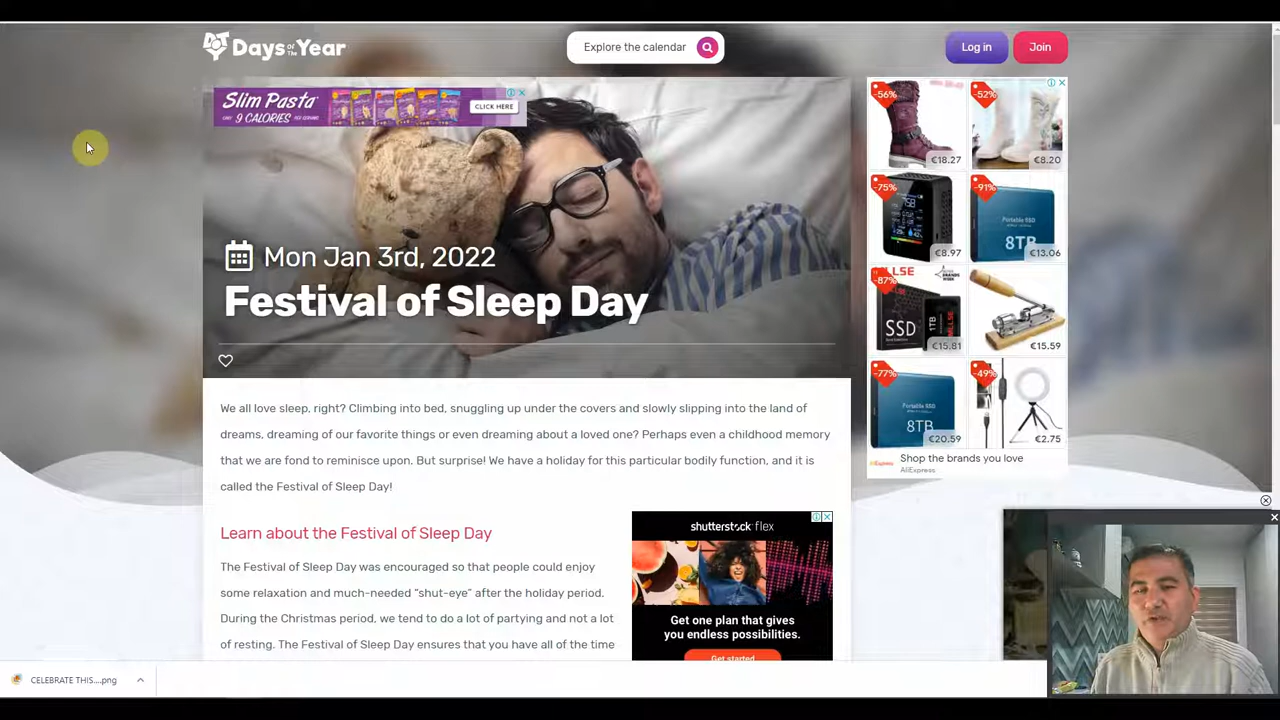 Days of The Year
Explore the calendar
Log in
Join
Slim Pasta
CLICK HERE
Mon Jan 3rd, 2022
Festival of Sleep Day
We all love sleep, right? Climbing into bed, snuggling up under the covers and slowly slipping into the land of
dreams, dreaming of our favorite things or even dreaming about a loved one? Perhaps even a childhood memory
that we are fond to reminisce upon. But surprise! We have a holiday for this particular bodily function, and it is
called the Festival of Sleep Day!
Learn about the Festival of Sleep Day
The Festival of Sleep Day was encouraged so that people could enjoy
some relaxation and much-needed “shut-eye” after the holiday period.
During the Christmas period, we tend to do a lot of partying and not a lot
of resting. The Festival of Sleep Day ensures that you have all of the time
shutterstock flex
Get one plan that gives
you endless possibilities.
Get started
-56%
€18.27
-52%
€8.20
-75%
€8.97
-91%
Portable SSD
8TB
€13.06
-87%
SSD
1TB
€15.81
€15.59
-77%
Portable SSD
8TB
€20.59
-49%
€2.75
Shop the brands you love
AliExpress
CELEBRATE THIS....png